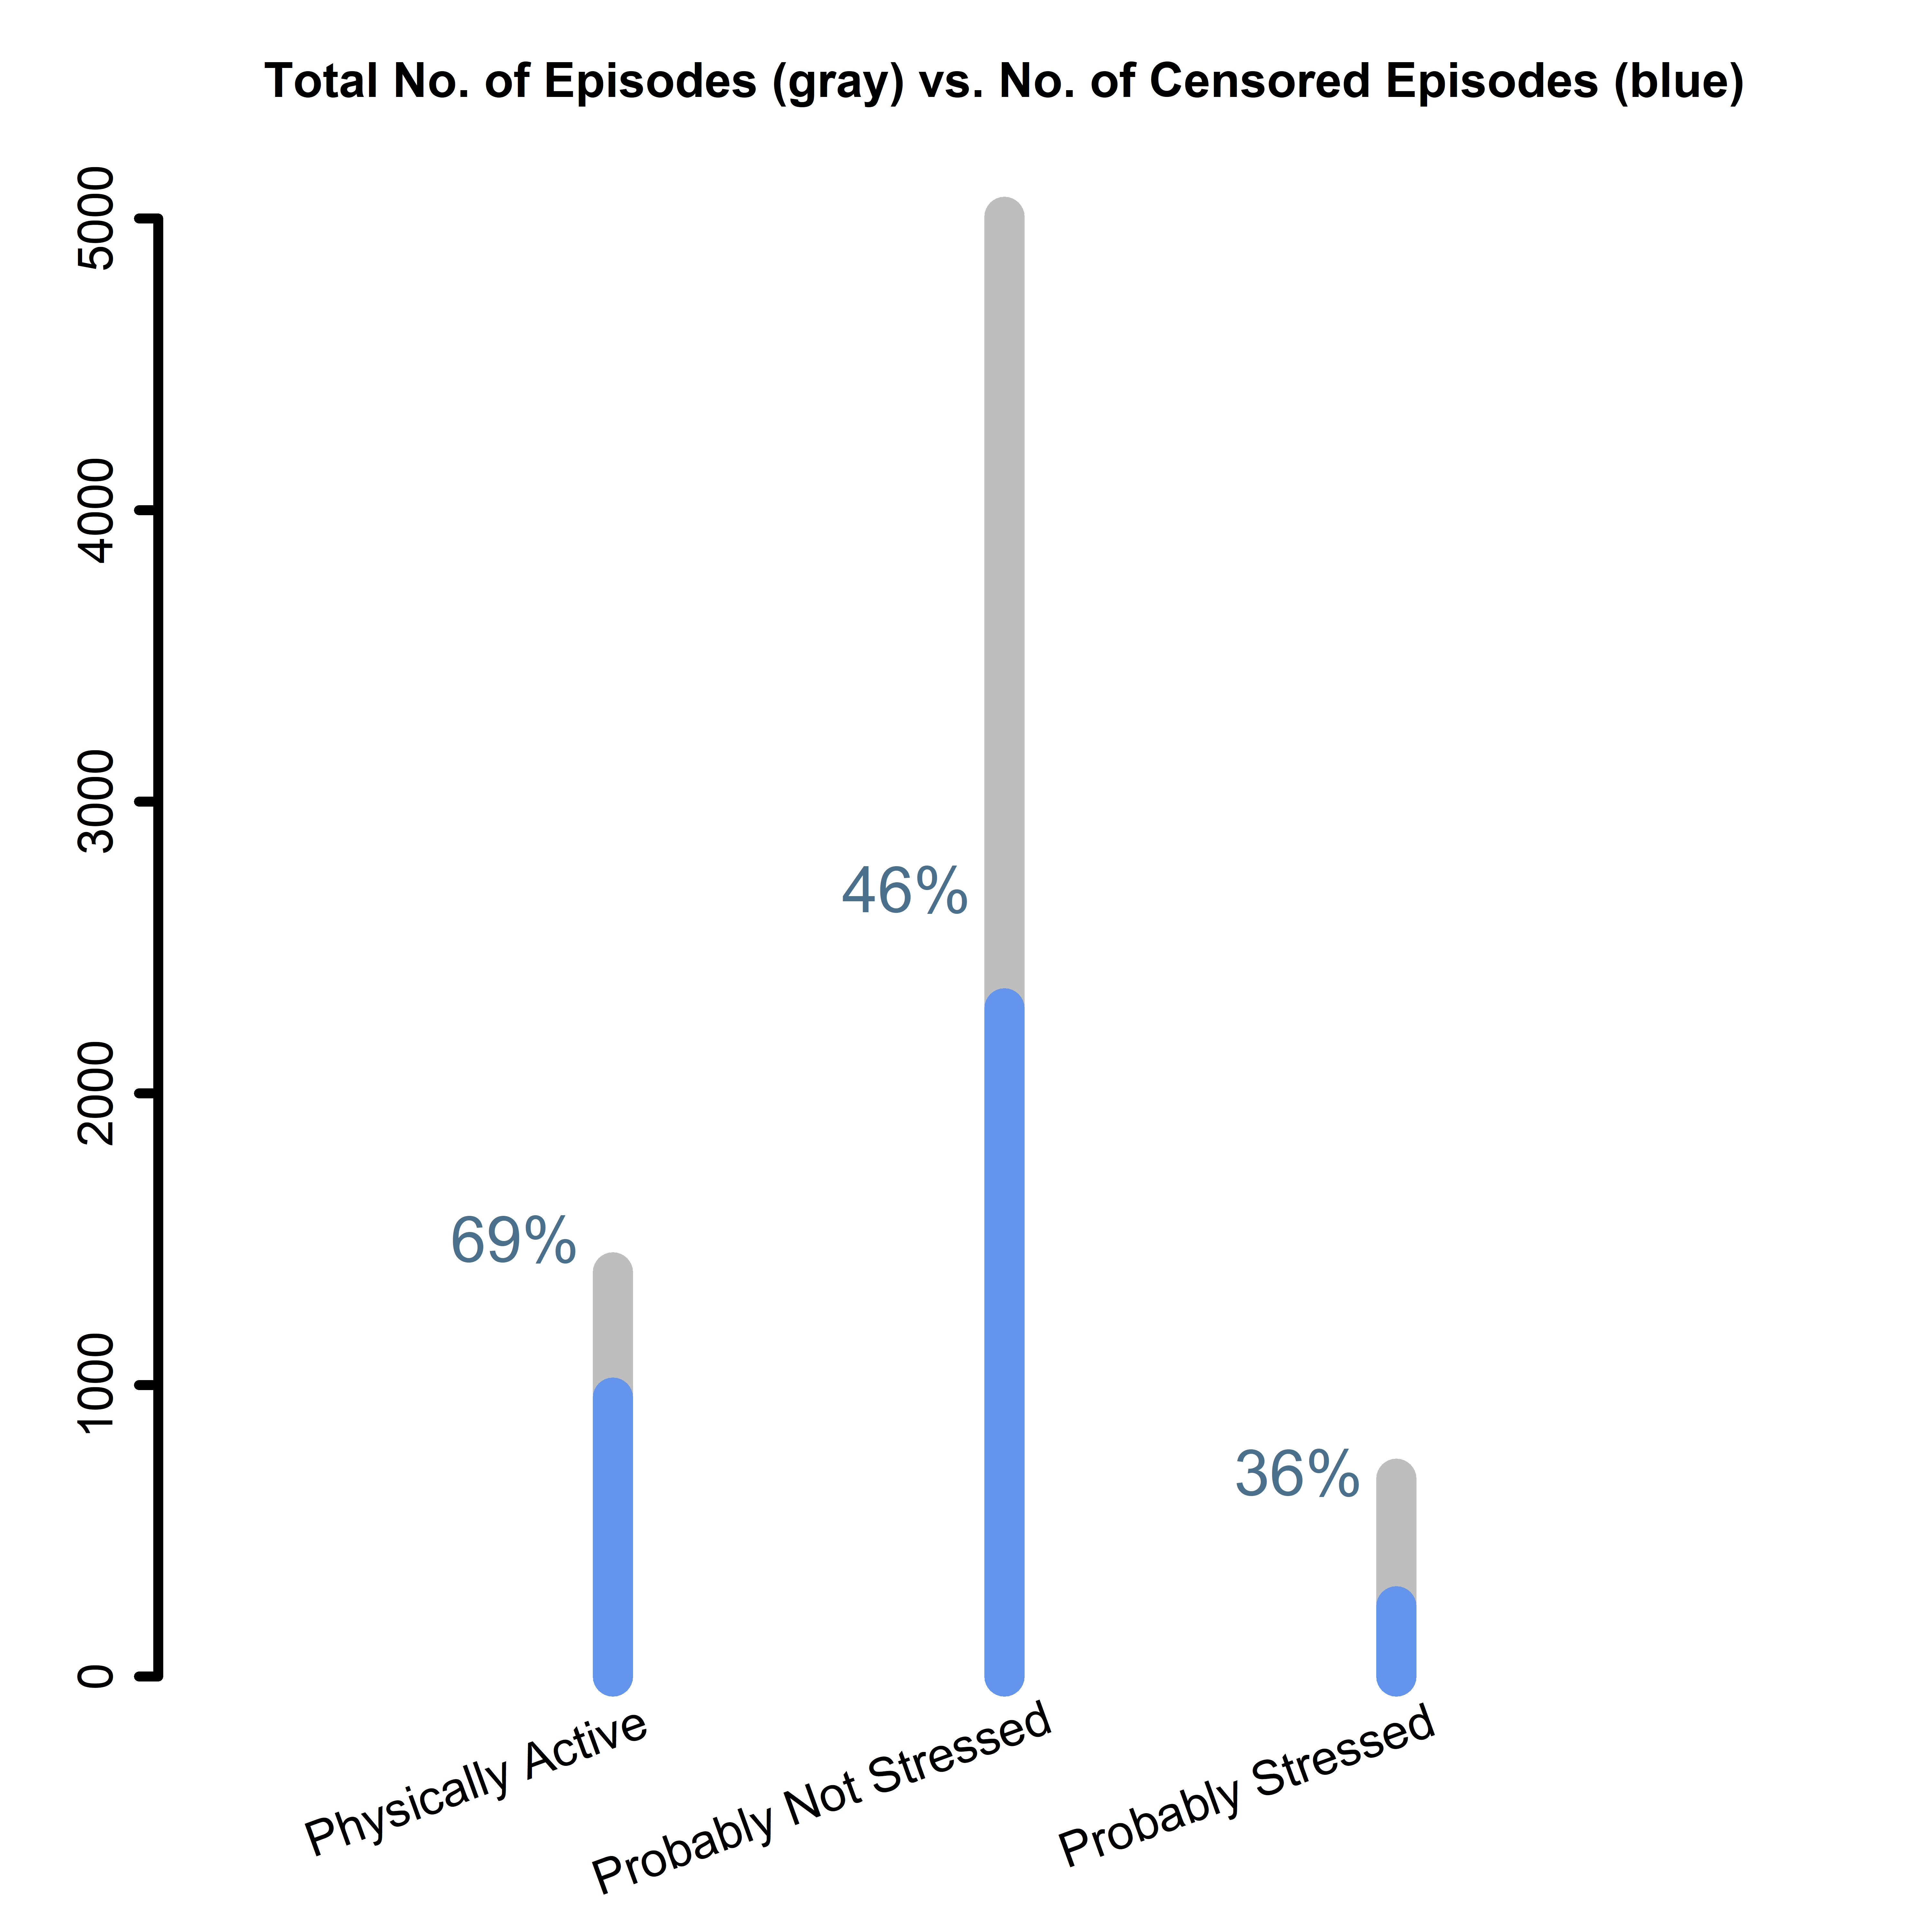 Total No. of Episodes (gray) vs. No. of Censored Episodes (blue)
5000
4000
3000
2000
1000
0
69%
46%
36%
Physically Active
Probably Not Stressed
Probably Stressed